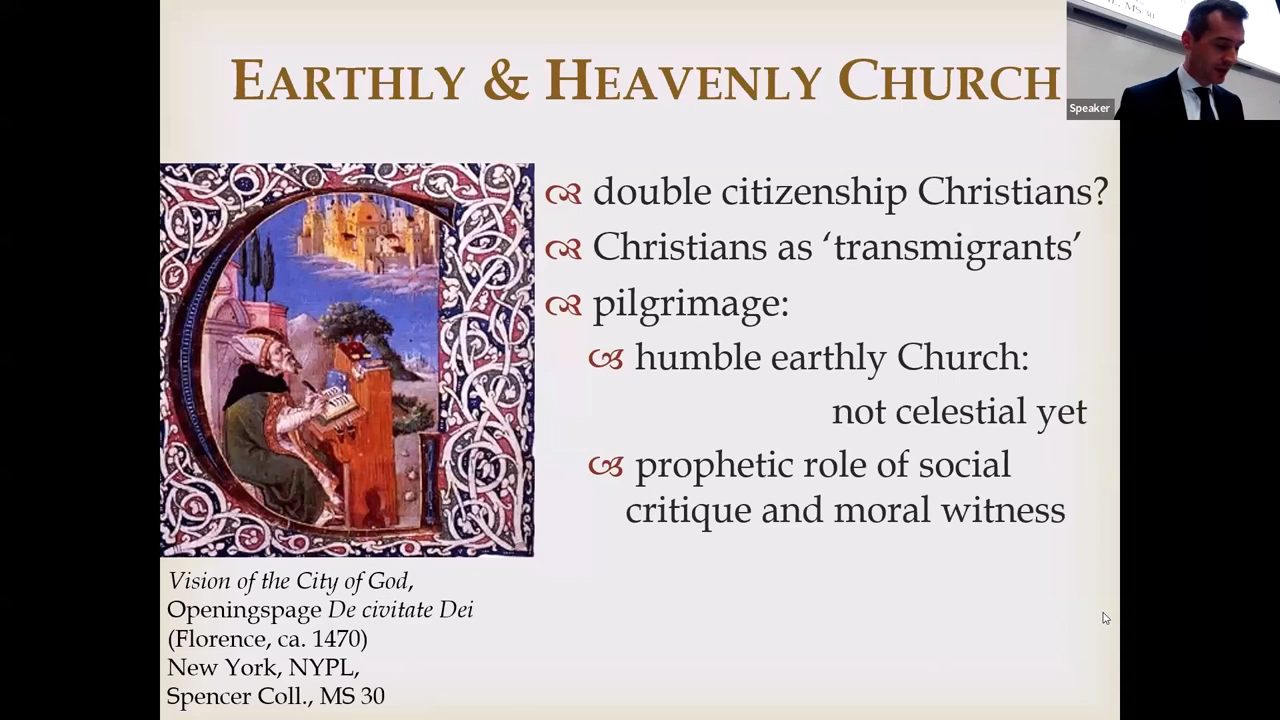 EARTHLY & HEAVENLY CHURCH
., MS 30
Speaker
double citizenship Christians?
Christians as ‘transmigrants’
pilgrimage:
humble earthly Church:
not celestial yet
prophetic role of social
critique and moral witness
Vision of the City of God,
Openingspage De civitate Dei
(Florence, ca. 1470)
New York, NYPL,
Spencer Coll., MS 30